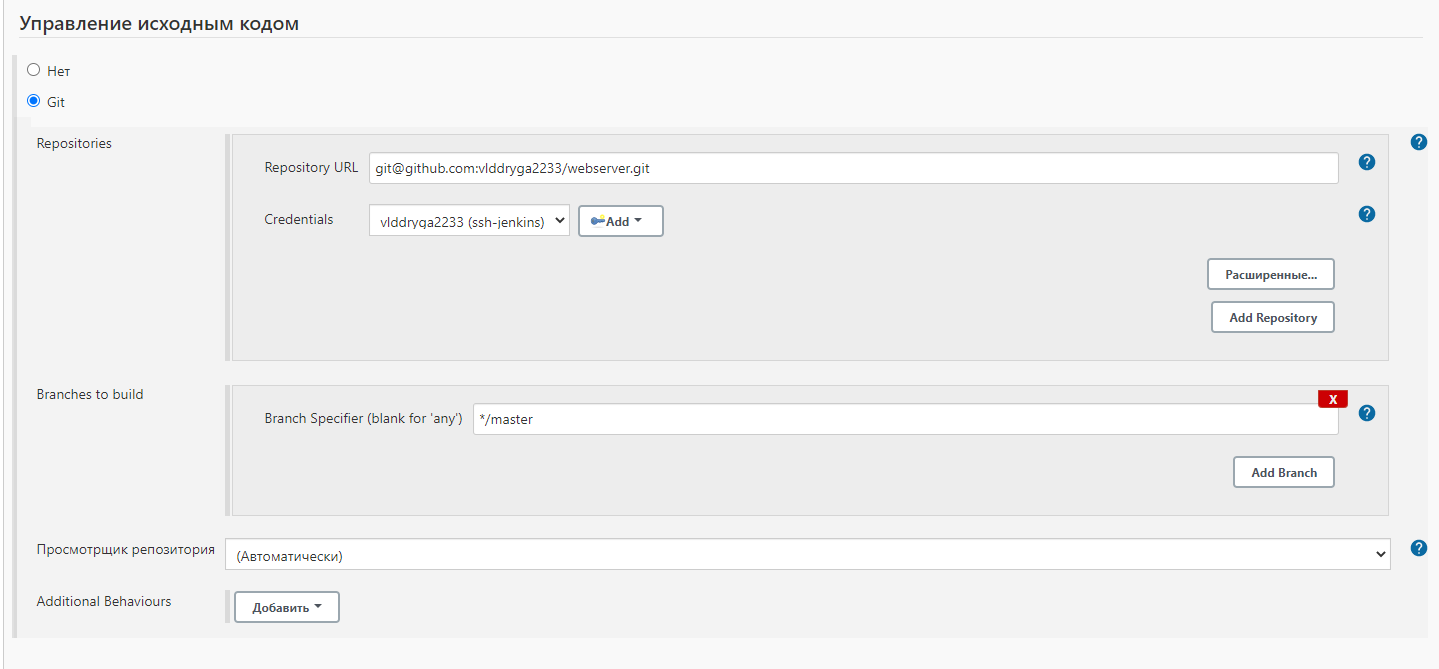 Управление исходным кодом
Нет
Git
Repositories
Repository URL git@github.com:vlddryga2233/webserver.git
Credentials vlddryga2233 (ssh-jenkins) Add
Расширенные...
Add Repository
Branches to build
X
Branch Specifier (blank for 'any') */master
Add Branch
Просмотрщик репозитория (Автоматически)
Additional Behaviours Добавить